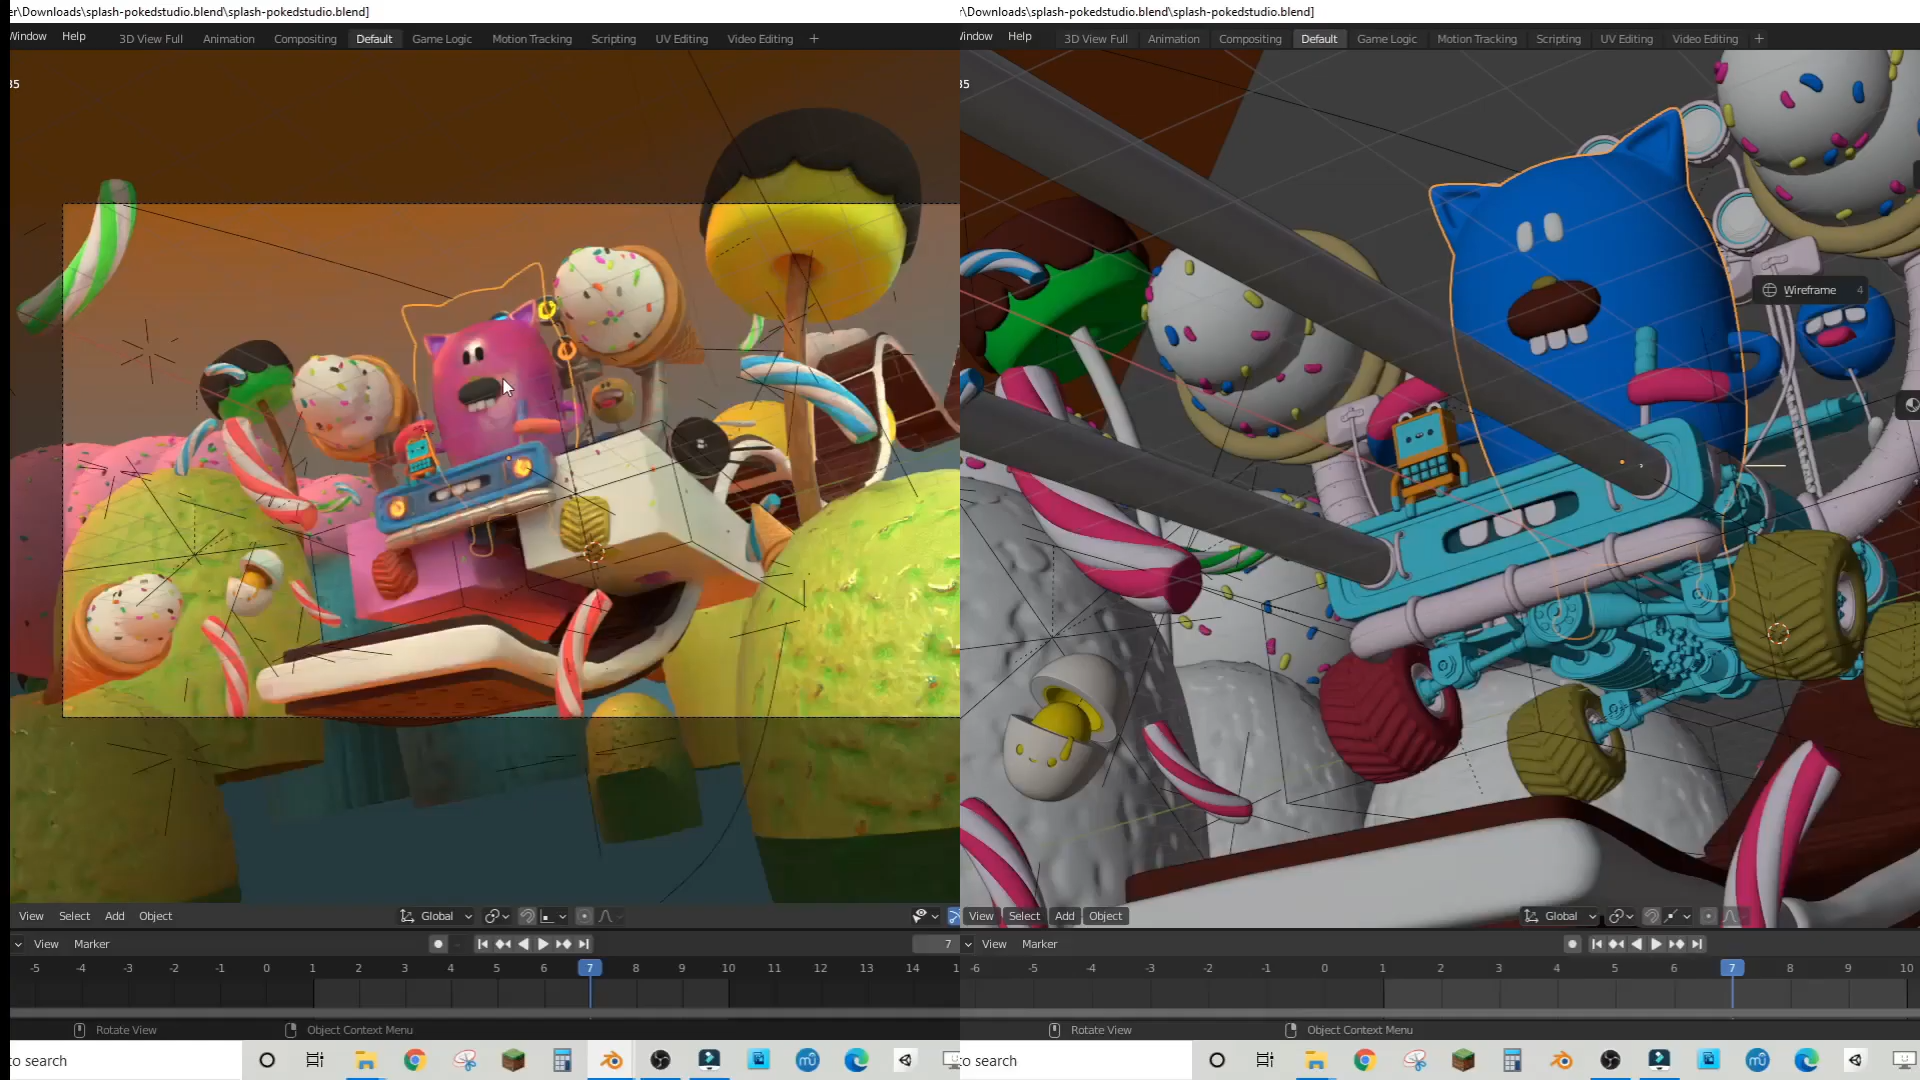 er\Downloads\splash-pokedstudio.blend\splash-pokedstudio.blend]
Window Help 3D View Full Animation Compositing Default Game Logic Motion Tracking Scripting UV Editing Video Editing +
35
View Select Add Object Global
View Marker 7
-5 -4 -3 -2 -1 0 1 2 3 4 5 6 7 8 9 10 11 12 13 14
Rotate View Object Context Menu
to search
r\Downloads\splash-pokedstudio.blend\splash-pokedstudio.blend]
Window Help 3D View Full Animation Compositing Default Game Logic Motion Tracking Scripting UV Editing Video Editing +
35
Wireframe 4
View Select Add Object Global
View Marker
-6 -5 -4 -3 -2 -1 0 1 2 3 4 5 6 7 8 9 10
Rotate View Object Context Menu
to search